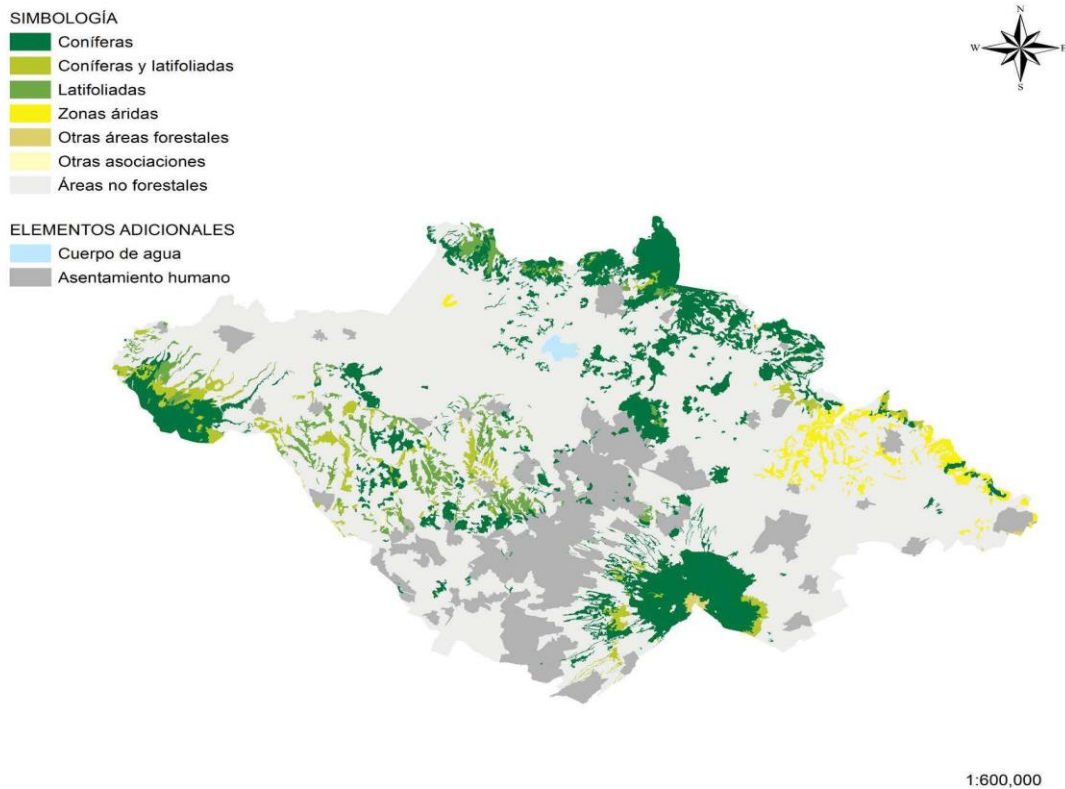 SIMBOLOGÍA
Coníferas
Coníferas y latifoliadas
Latifoliadas
Zonas áridas
Otras áreas forestales
Otras asociaciones
Áreas no forestales
ELEMENTOS ADICIONALES
Cuerpo de agua
Asentamiento humano
N
W
E
S
1:600,000